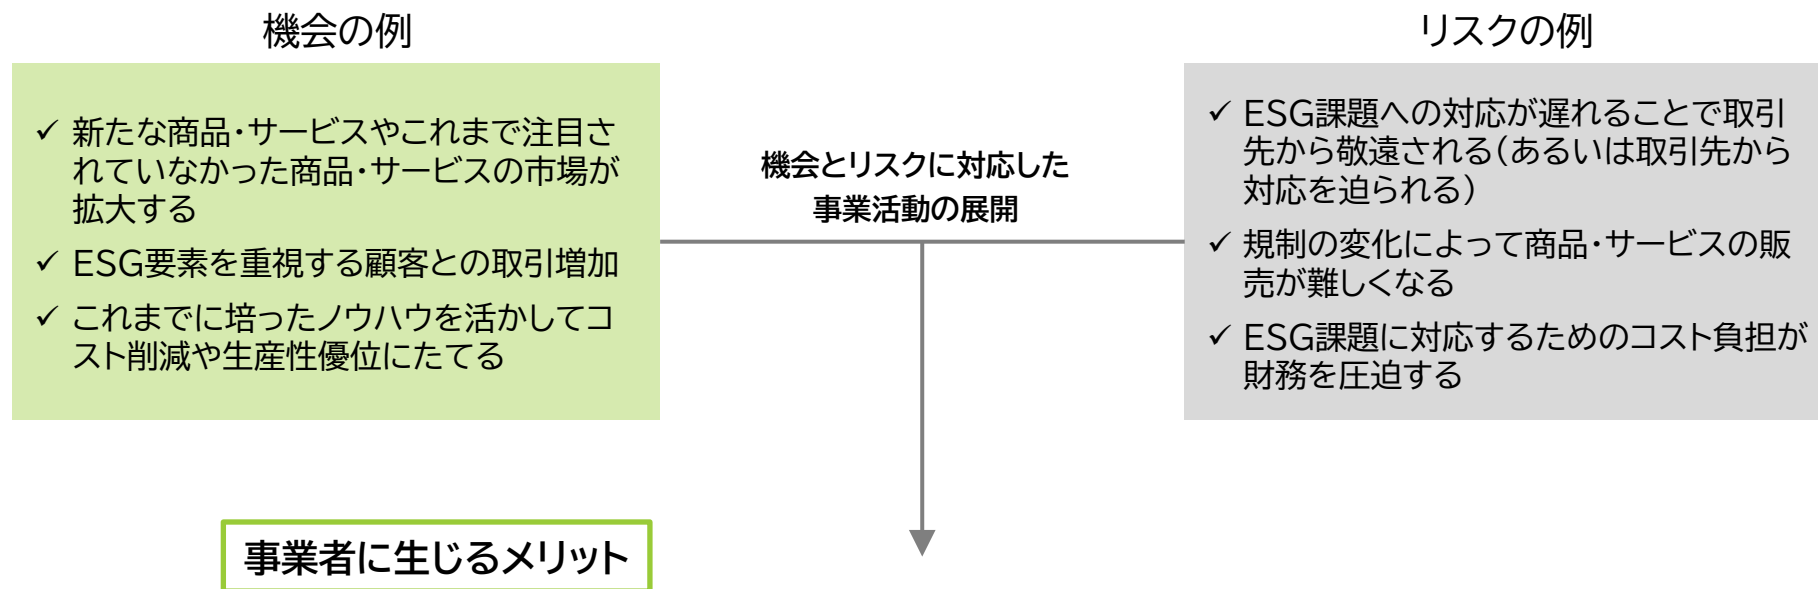 機会の例
新たな商品・サービスやこれまで注目さ
れていなかった商品・サービスの市場が
拡大する
ESG要素を重視する顧客との取引増加
これまでに培ったノウハウを活かしてコ
スト削減や生産性優位にたてる
機会とリスクに対応した
事業活動の展開
リスクの例
ESG課題への対応が遅れることで取引
先から敬遠される（あるいは取引先から
対応を迫られる）
規制の変化によって商品・サービスの販
売が難しくなる
ESG課題に対応するためのコスト負担が
財務を圧迫する
事業者に生じるメリット